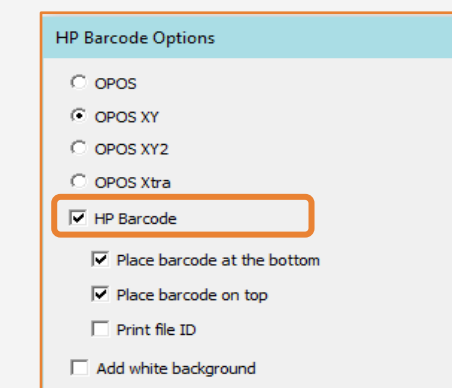 HP Barcode Options
OPOS
OPOS XY
OPOS XY2
OPOS Xtra
HP Barcode
Place barcode at the bottom
Place barcode on top
Print file ID
Add white background